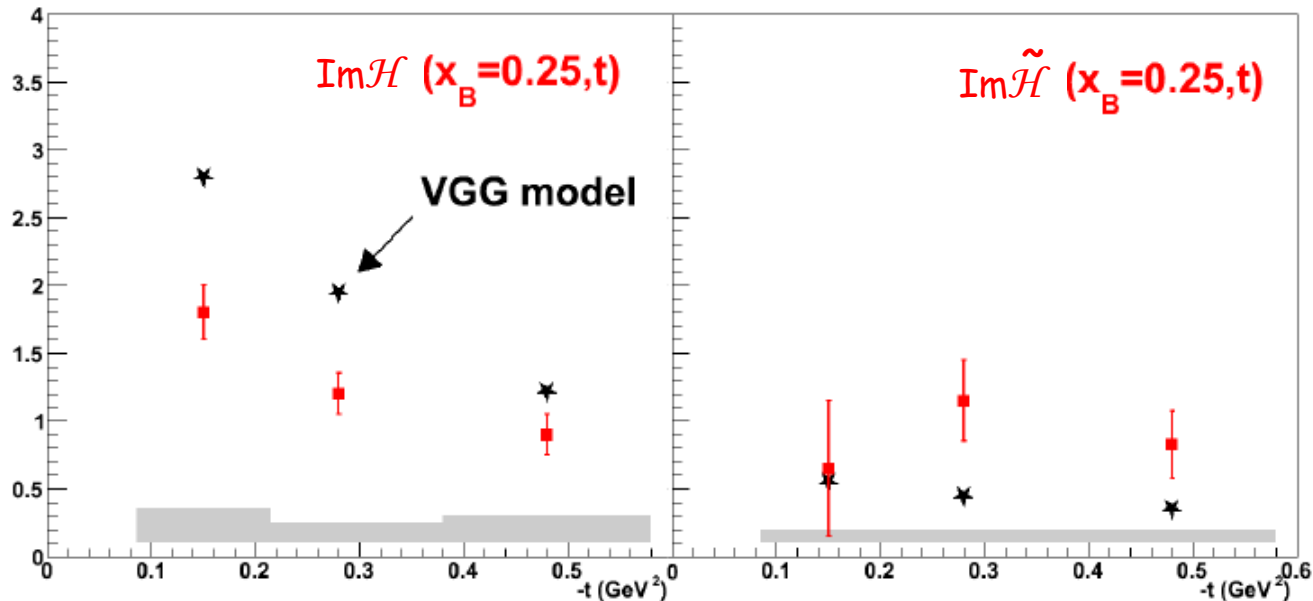 4
3.5
3
2.5
2
1.5
1
0.5
0
Imℋ (x_B=0.25,t)
VGG model
0 0.1 0.2 0.3 0.4 0.5
-t (GeV²)
Imℋ̃ (x_B=0.25,t)
0 0.1 0.2 0.3 0.4 0.5 0.6
-t (GeV²)